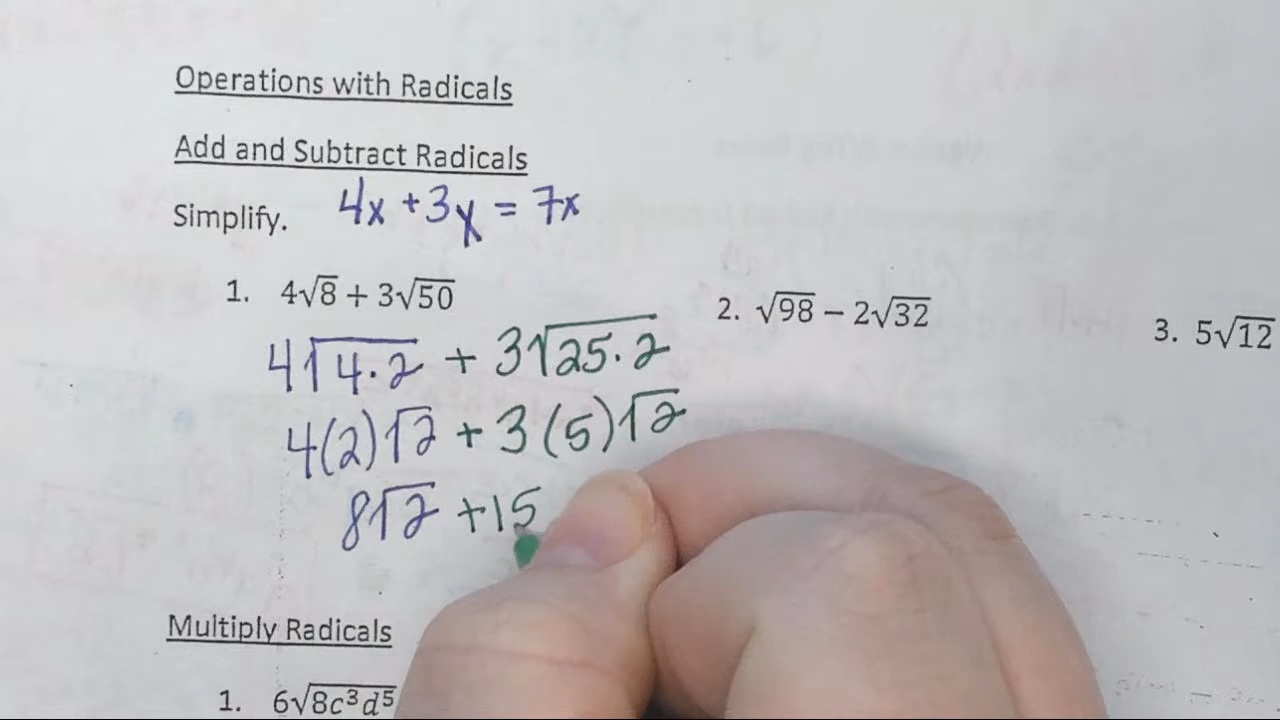 Operations with Radicals
Add and Subtract Radicals
Simplify. 4x + 3x = 7x
1. 4√8 + 3√50
4√4·2 + 3√25·2
4(2)√2 + 3(5)√2
8√2 + 15
2. √98 − 2√32
3. 5√12
Multiply Radicals
1. 6√8c³d⁵